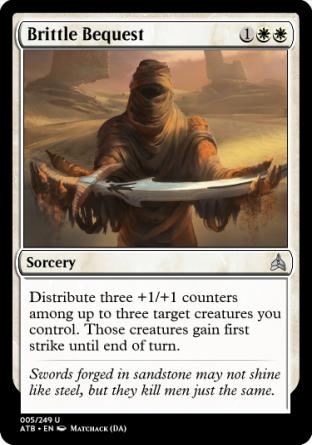 Brittle Bequest 1
Sorcery
Distribute three +1/+1 counters
among up to three target creatures you
control. Those creatures gain first
strike until end of turn.
Swords forged in sandstone may not shine
like steel, but they kill men just the same.
005/249 U
ATB • EN Matchack (DA)